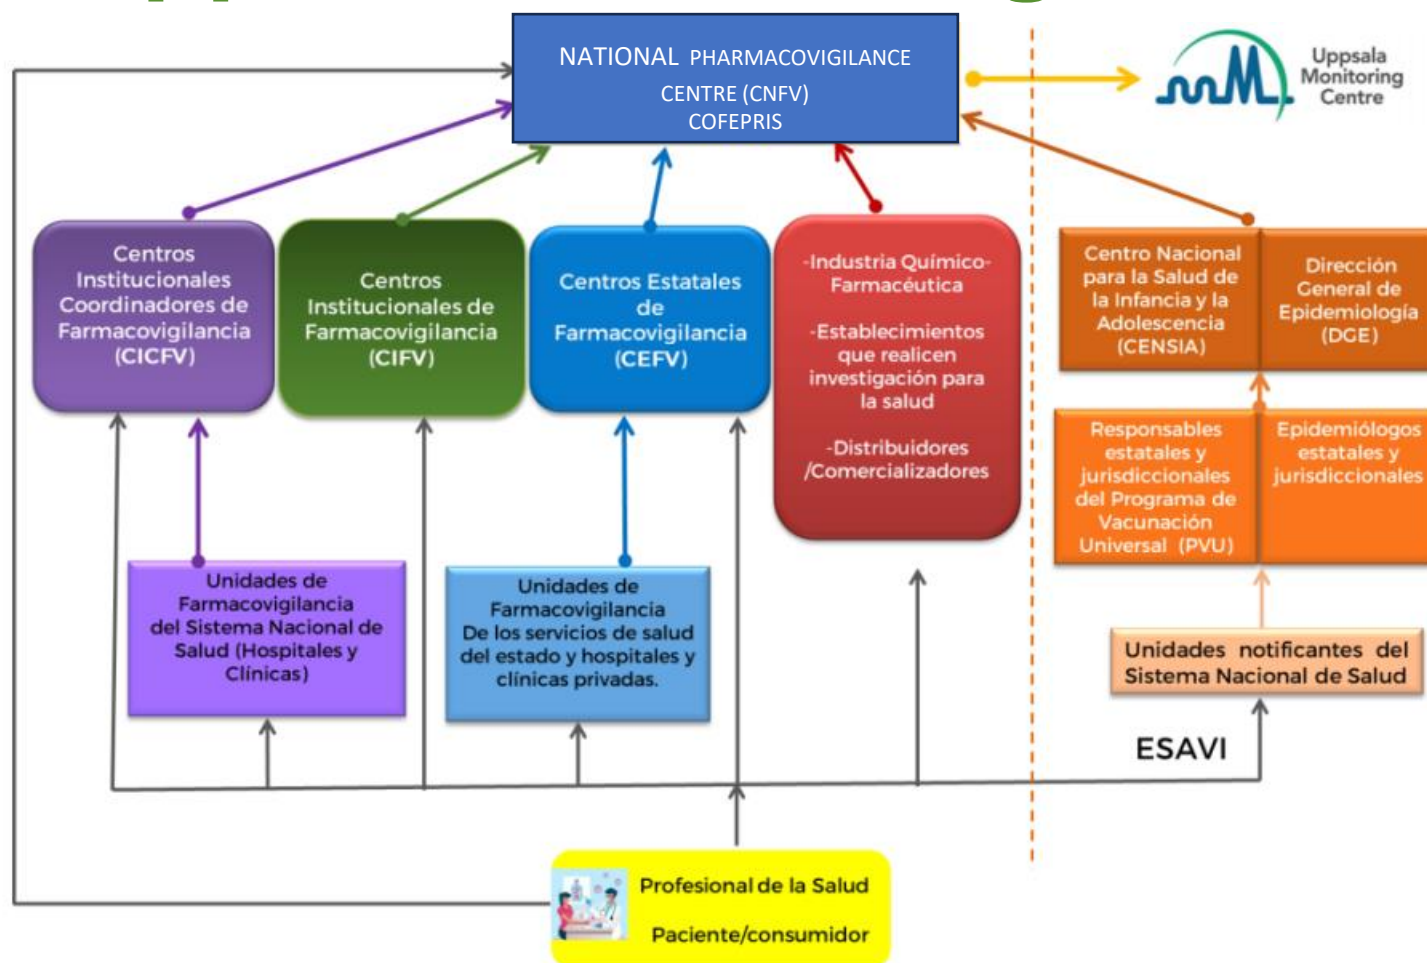 NATIONAL PHARMACOVIGILANCE
CENTRE (CNFV)
COFEPRIS
Uppsala
Monitoring
Centre
Centros
Institucionales
Coordinadores de
Farmacovigilancia
(CICFV)
Centros
Institucionales de
Farmacovigilancia
(CIFV)
Centros Estatales
de
Farmacovigilancia
(CEFV)
-Industria Químico-
Farmacéutica
-Establecimientos
que realicen
investigación para
la salud
-Distribuidores
/Comercializadores
Centro Nacional
para la Salud de
la Infancia y la
Adolescencia
(CENSIA)
Dirección
General de
Epidemiología
(DGE)
Responsables
estatales y
jurisdiccionales
del Programa de
Vacunación
Universal (PVU)
Epidemiólogos
estatales y
jurisdiccionales
Unidades de
Farmacovigilancia
del Sistema Nacional de
Salud (Hospitales y
Clínicas)
Unidades de
Farmacovigilancia
De los servicios de salud
del estado y hospitales y
clínicas privadas.
Unidades notificantes del
Sistema Nacional de Salud
ESAVI
Profesional de la Salud
Paciente/consumidor